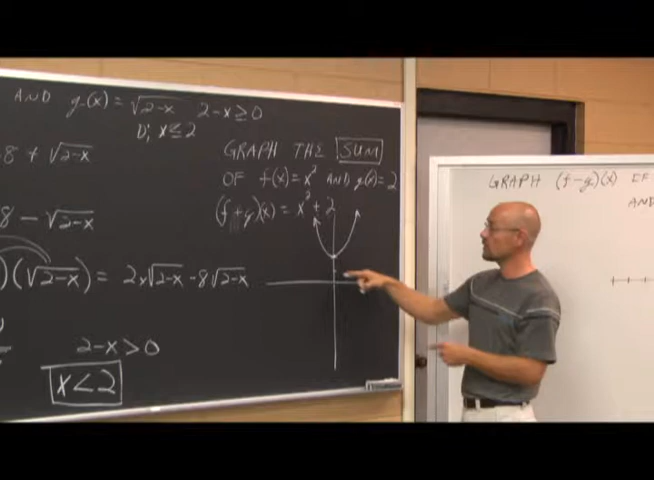 AND g(x) = √2-x 2-x ≥ 0
D: x ≤ 2
8 + √2-x
8 - √2-x
)(√2-x) = 2x√2-x - 8√2-x
2-x > 0
x < 2
GRAPH THE SUM
OF f(x) = x² AND g(x) = 2
(f+g)(x) = x² + 2
GRAPH (f-g)(x) IF
AND